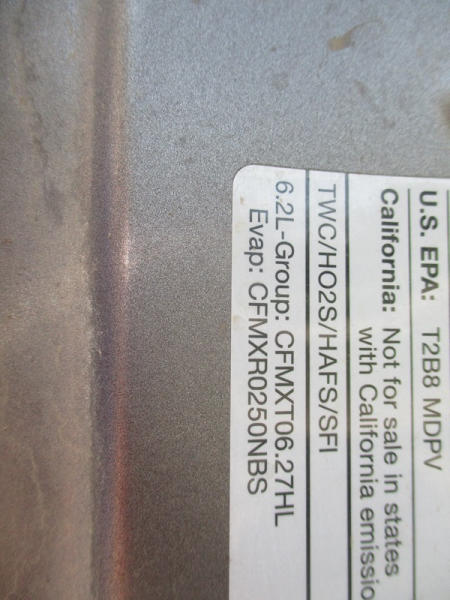 U.S. EPA: T2B8 MDPV
California: Not for sale in states
with California
TWC/HO2S/HAFS/SFI
6.2L-Group: CFMXT06.27HL
Evap: CFMXR0250NBS